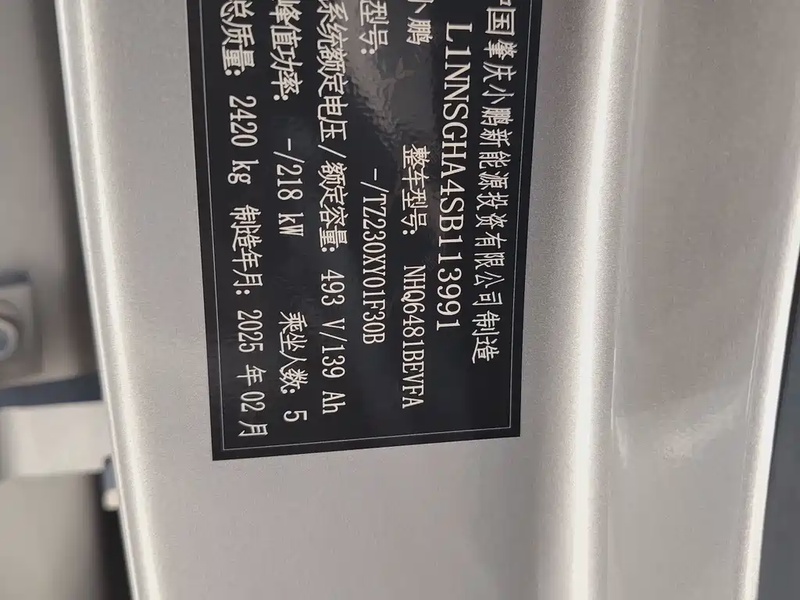 中国肇庆小鹏新能源投资有限公司制造
L1NNSGHA4SB113991
小鹏 整车型号: NHQ6481BEVFA
型号: -/TZ230XY01F30B
系统额定电压/额定容量: 493 V/139 Ah
峰值功率: -/218 kW 乘坐人数: 5
总质量: 2420 kg 制造年月: 2025 年 02 月